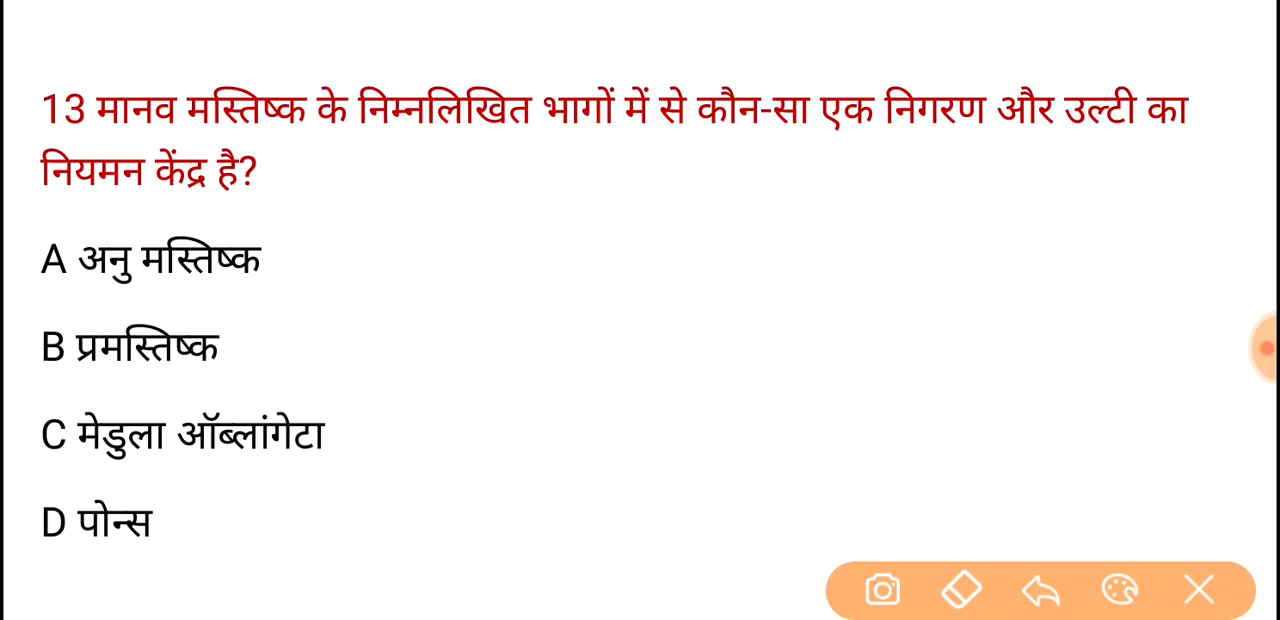 13 मानव मस्तिष्क के निम्नलिखित भागों में से कौन-सा एक निगरण और उल्टी का
नियमन केंद्र है?
A अनु मस्तिष्क
B प्रमस्तिष्क
C मेडुला ऑब्लांगेटा
D पोन्स